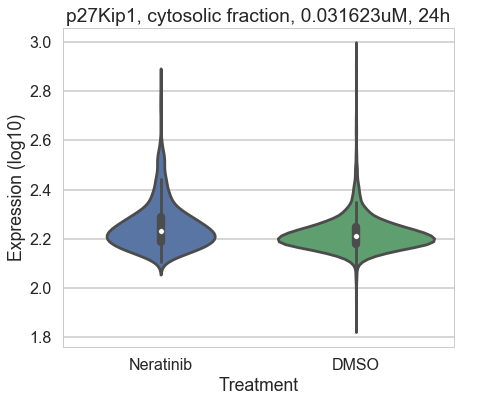 p27Kip1, cytosolic fraction, 0.031623uM, 24h
3.0
2.8
2.6
2.4
2.2
2.0
1.8
Expression (log10)
Neratinib DMSO
Treatment